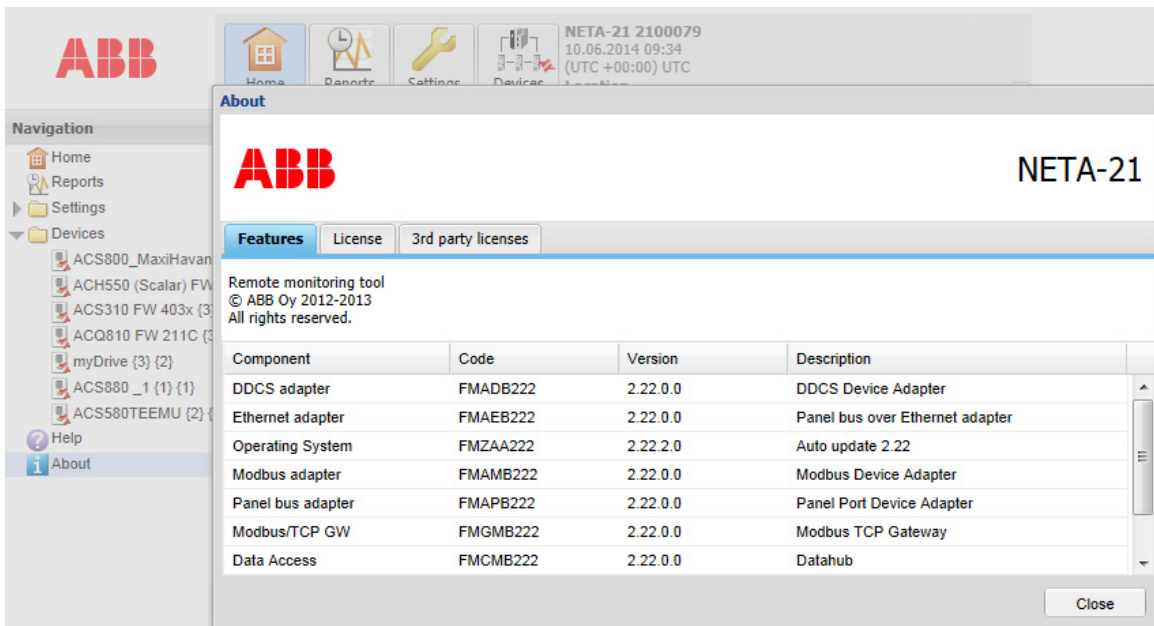 ABB
Home
Reports
Settings
Devices
NETA-21 2100079
10.06.2014 09:34
(UTC +00:00) UTC
Location
Navigation
Home
Reports
Settings
Devices
ACS800_MaxiHavan
ACH550 (Scalar) FW
ACS310 FW 403x {3
ACQ810 FW 211C {3
myDrive {3} {2}
ACS880 _1 {1} {1}
ACS580TEEMU {2} {
Help
About
About
ABB
NETA-21
Features
License
3rd party licenses
Remote monitoring tool
© ABB Oy 2012-2013
All rights reserved.
Component Code Version Description
DDCS adapter FMADB222 2.22.0.0 DDCS Device Adapter
Ethernet adapter FMAEB222 2.22.0.0 Panel bus over Ethernet adapter
Operating System FMZAA222 2.22.2.0 Auto update 2.22
Modbus adapter FMAMB222 2.22.0.0 Modbus Device Adapter
Panel bus adapter FMAPB222 2.22.0.0 Panel Port Device Adapter
Modbus/TCP GW FMGMB222 2.22.0.0 Modbus TCP Gateway
Data Access FMCMB222 2.22.0.0 Datahub
Close